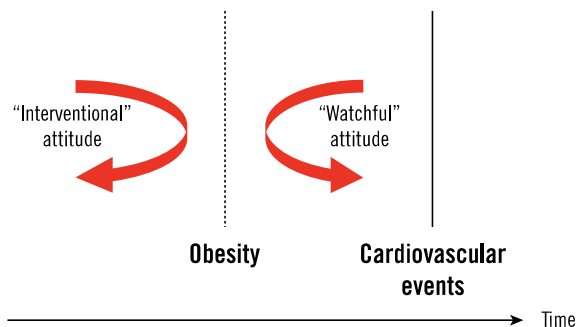 “Interventional”
attitude
“Watchful”
attitude
Obesity
Cardiovascular
events
Time